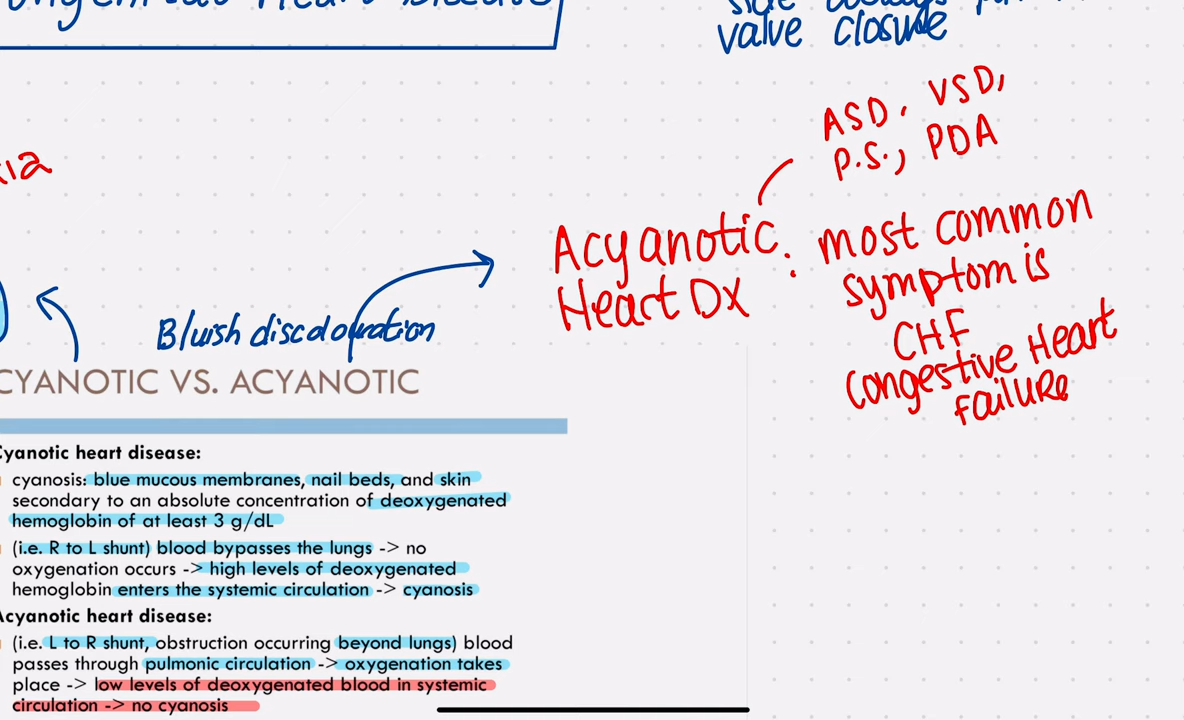 Heart Disease
valve closure
ASD, VSD,
P.S., PDA
Acyanotic : most common
Heart DX
symptom is
CHF
Congestive Heart
failure
Bluish discolouration
CYANOTIC VS. ACYANOTIC
Cyanotic heart disease:
cyanosis: blue mucous membranes, nail beds, and skin
secondary to an absolute concentration of deoxygenated
hemoglobin of at least 3 g/dL
(i.e. R to L shunt) blood bypasses the lungs -> no
oxygenation occurs -> high levels of deoxygenated
hemoglobin enters the systemic circulation -> cyanosis
Acyanotic heart disease:
(i.e. L to R shunt, obstruction occurring beyond lungs) blood
passes through pulmonic circulation -> oxygenation takes
place -> low levels of deoxygenated blood in systemic
circulation -> no cyanosis